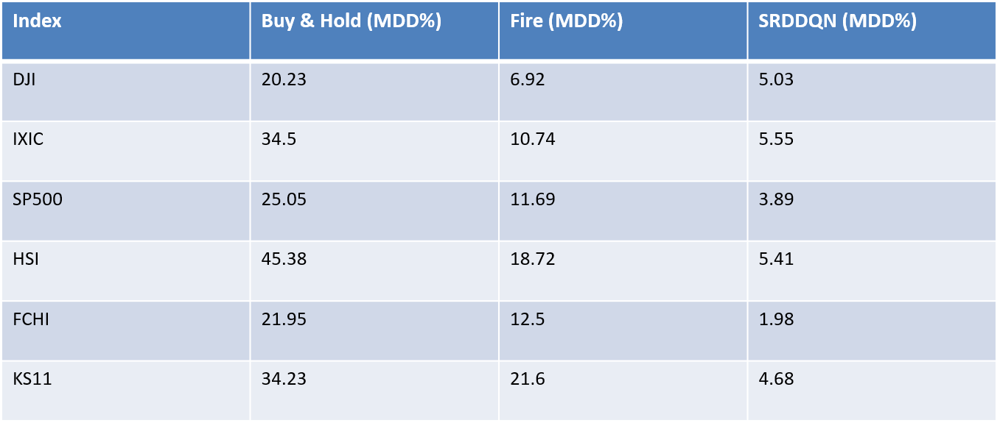 Index Buy & Hold (MDD%) Fire (MDD%) SRDDQN (MDD%)
DJI 20.23 6.92 5.03
IXIC 34.5 10.74 5.55
SP500 25.05 11.69 3.89
HSI 45.38 18.72 5.41
FCHI 21.95 12.5 1.98
KS11 34.23 21.6 4.68